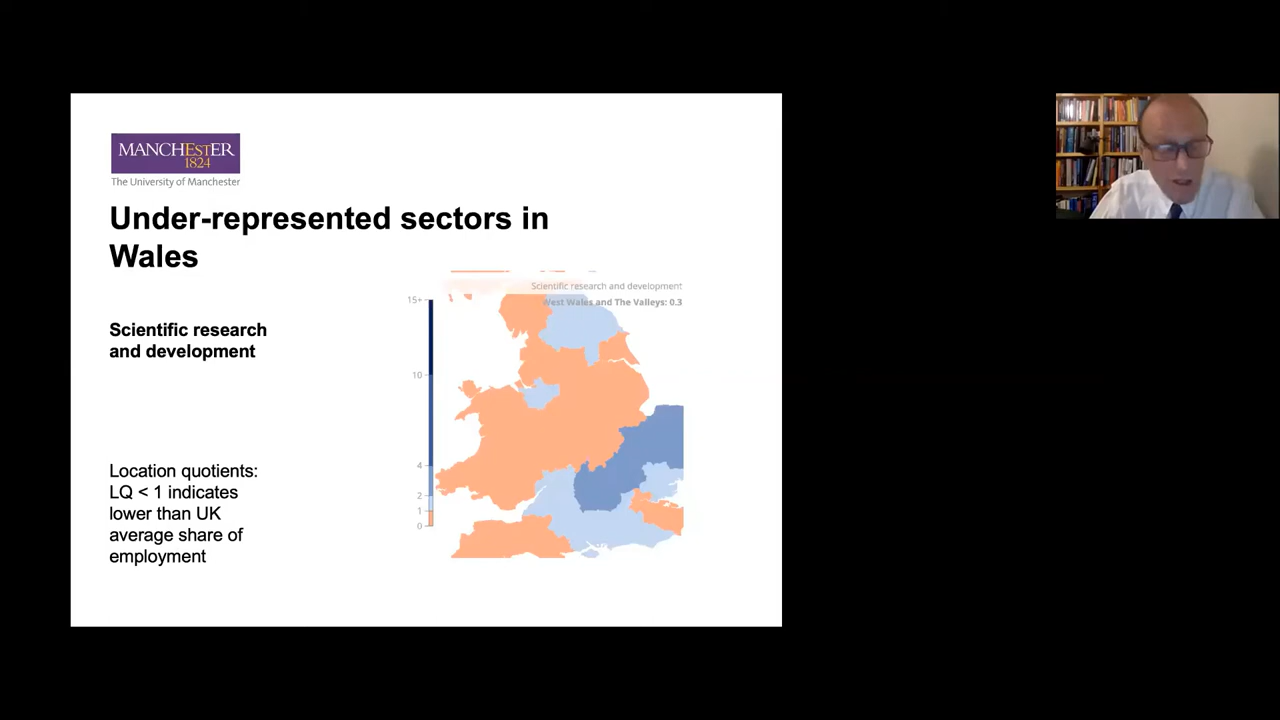 MANCHESTER
1824
The University of Manchester
Under-represented sectors in
Wales
Scientific research
and development
Location quotients:
LQ < 1 indicates
lower than UK
average share of
employment
Scientific research and development
West Wales and The Valleys: 0.3
15+
10
4
2
1
0